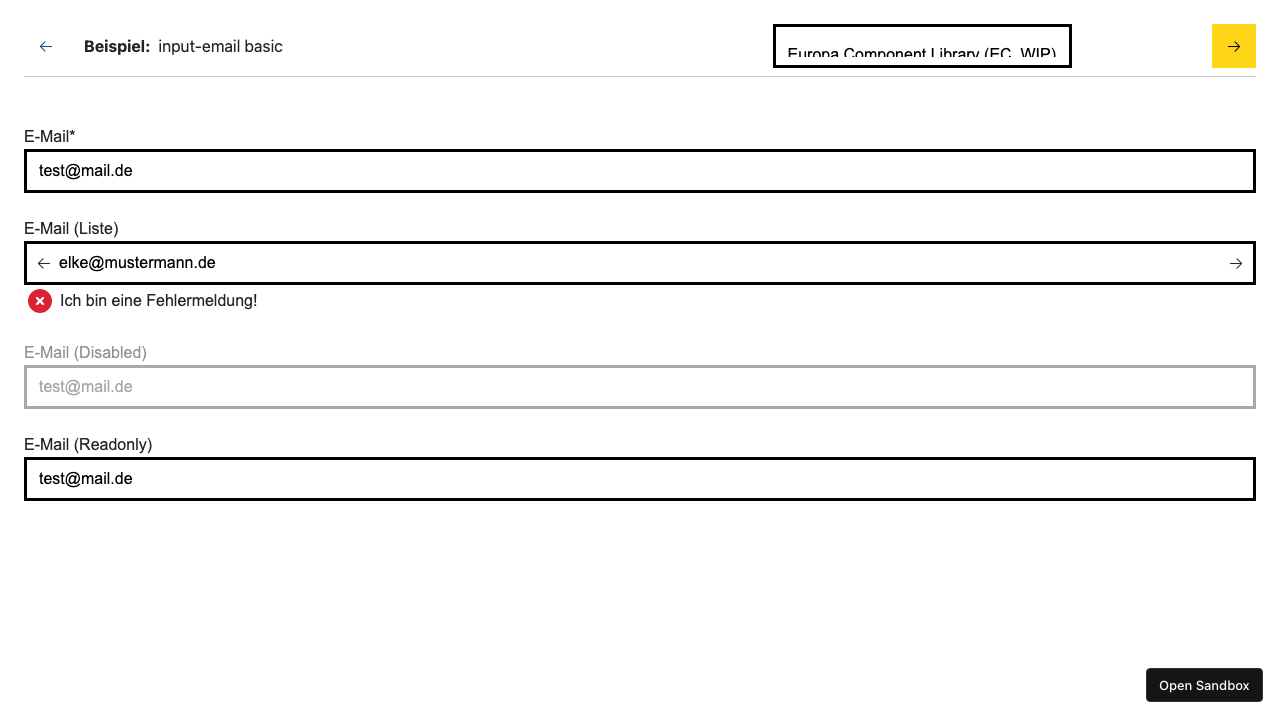 Beispiel: input-email basic
Europa Component Library (EC, WIP)
E-Mail*
test@mail.de
E-Mail (Liste)
elke@mustermann.de
Ich bin eine Fehlermeldung!
E-Mail (Disabled)
test@mail.de
E-Mail (Readonly)
test@mail.de
Open Sandbox